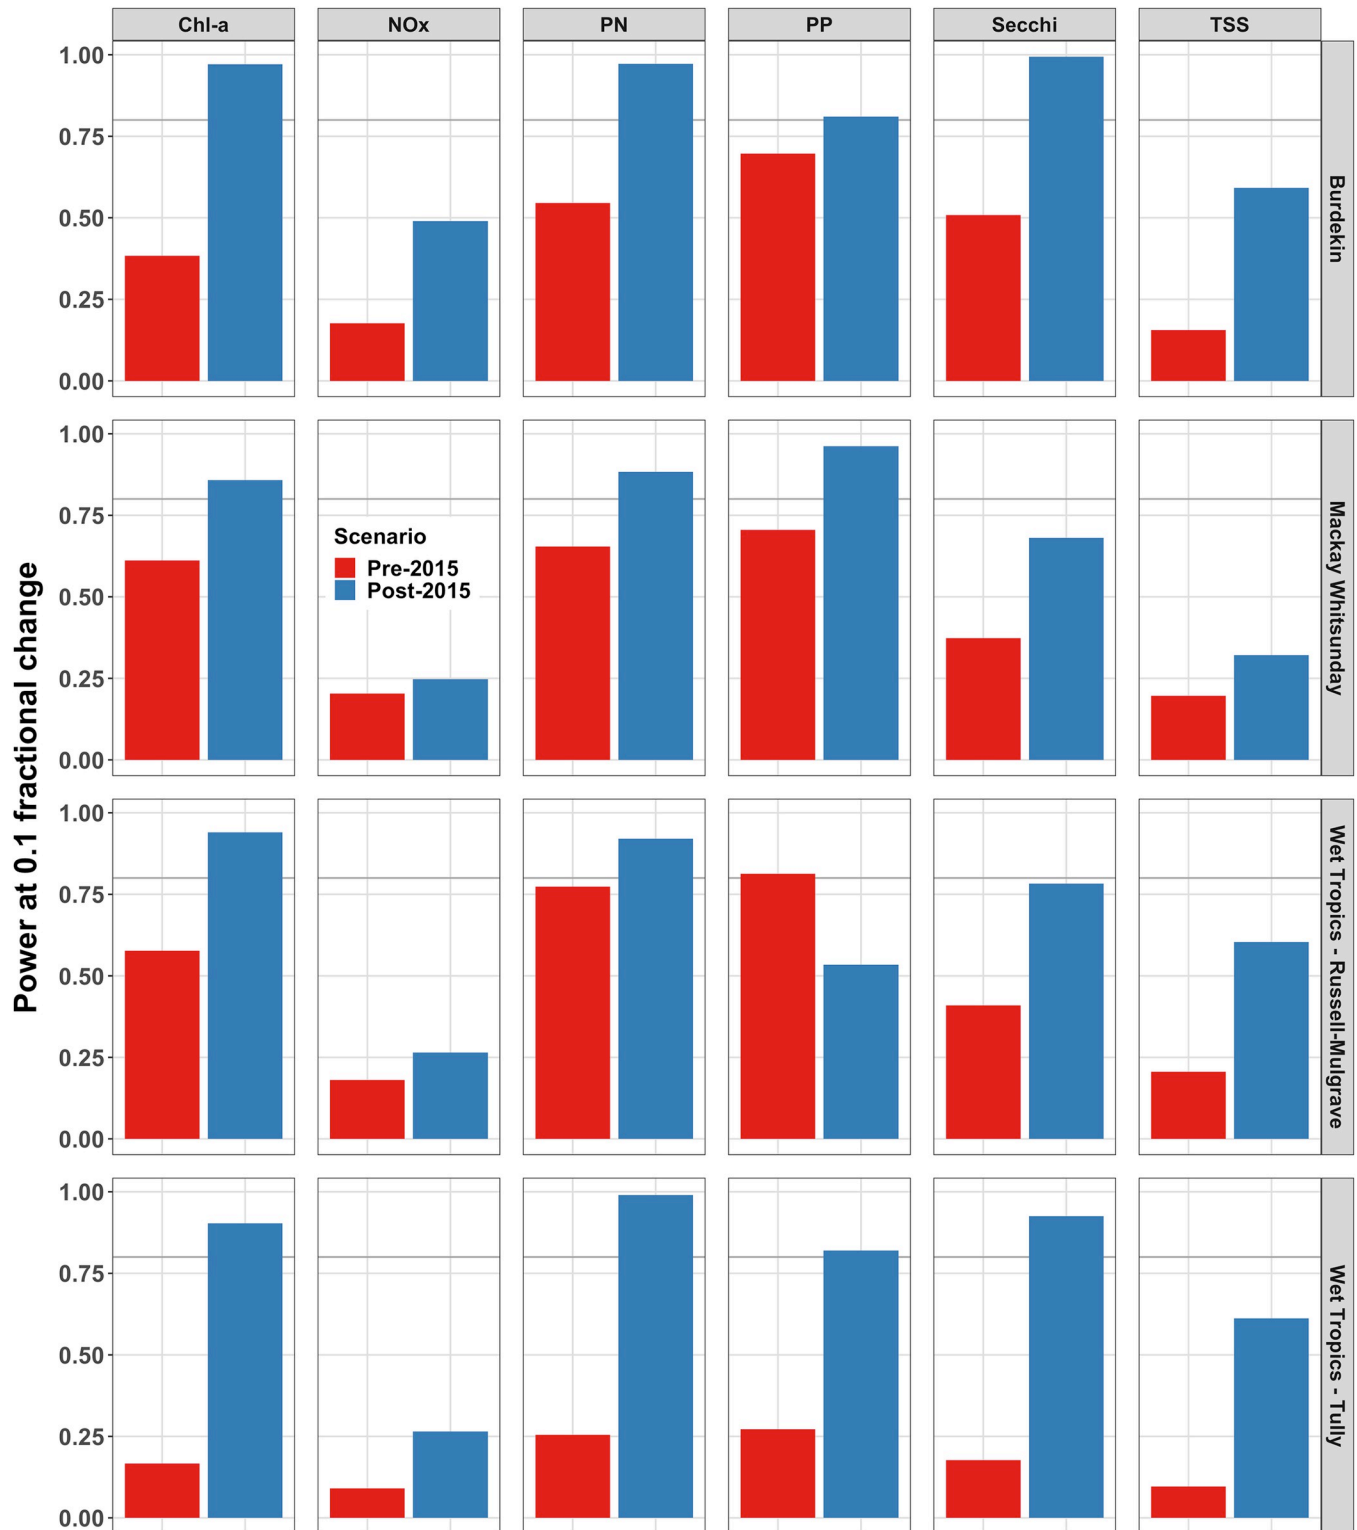 Chl-a NOx PN PP Secchi TSS
1.00
0.75
0.50
0.25
0.00
Burdekin
1.00
0.75
0.50
0.25
0.00
Scenario
Pre-2015
Post-2015
Mackay Whitsunday
1.00
0.75
0.50
0.25
0.00
Wet Tropics - Russell-Mulgrave
1.00
0.75
0.50
0.25
0.00
Wet Tropics - Tully
Power at 0.1 fractional change